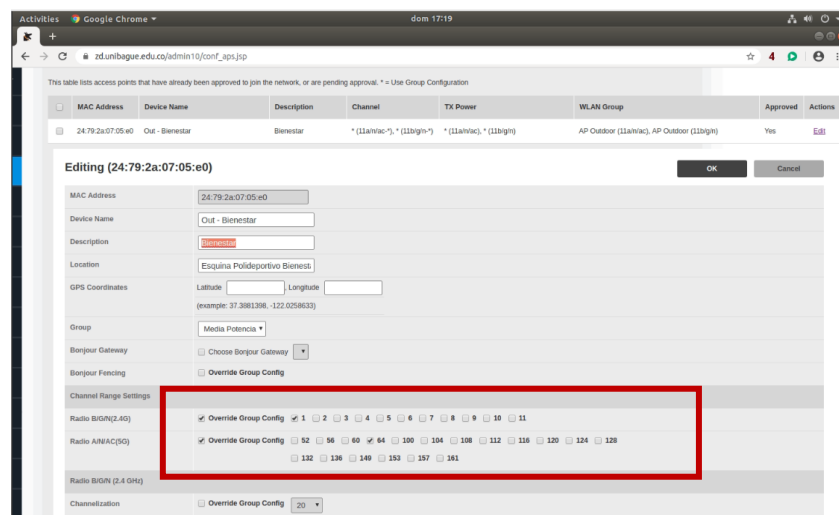 Activities Google Chrome ▾ dom 17:19
zd.unibague.edu.co/admin10/conf_aps.jsp 4
This table lists access points that have already been approved to join the network, or are pending approval. * = Use Group Configuration
MAC Address Device Name Description Channel TX Power WLAN Group Approved Actions
24:79:2a:07:05:e0 Out - Bienestar Bienestar * (11a/n/ac-*), * (11b/g/n-*) * (11a/n/ac), * (11b/g/n) AP Outdoor (11a/n/ac), AP Outdoor (11b/g/n) Yes Edit
Editing (24:79:2a:07:05:e0) OK Cancel
MAC Address 24:79:2a:07:05:e0
Device Name Out - Bienestar
Description Bienestar
Location Esquina Polideportivo Bienest
GPS Coordinates Latitude , Longitude
(example: 37.3881398, -122.0258633)
Group Media Potencia ▾
Bonjour Gateway Choose Bonjour Gateway ▾
Bonjour Fencing Override Group Config
Channel Range Settings
Radio B/G/N(2.4G) Override Group Config 1 2 3 4 5 6 7 8 9 10 11
Radio A/N/AC(5G) Override Group Config 52 56 60 64 100 104 108 112 116 120 124 128
132 136 149 153 157 161
Radio B/G/N (2.4 GHz)
Channelization Override Group Config 20 ▾